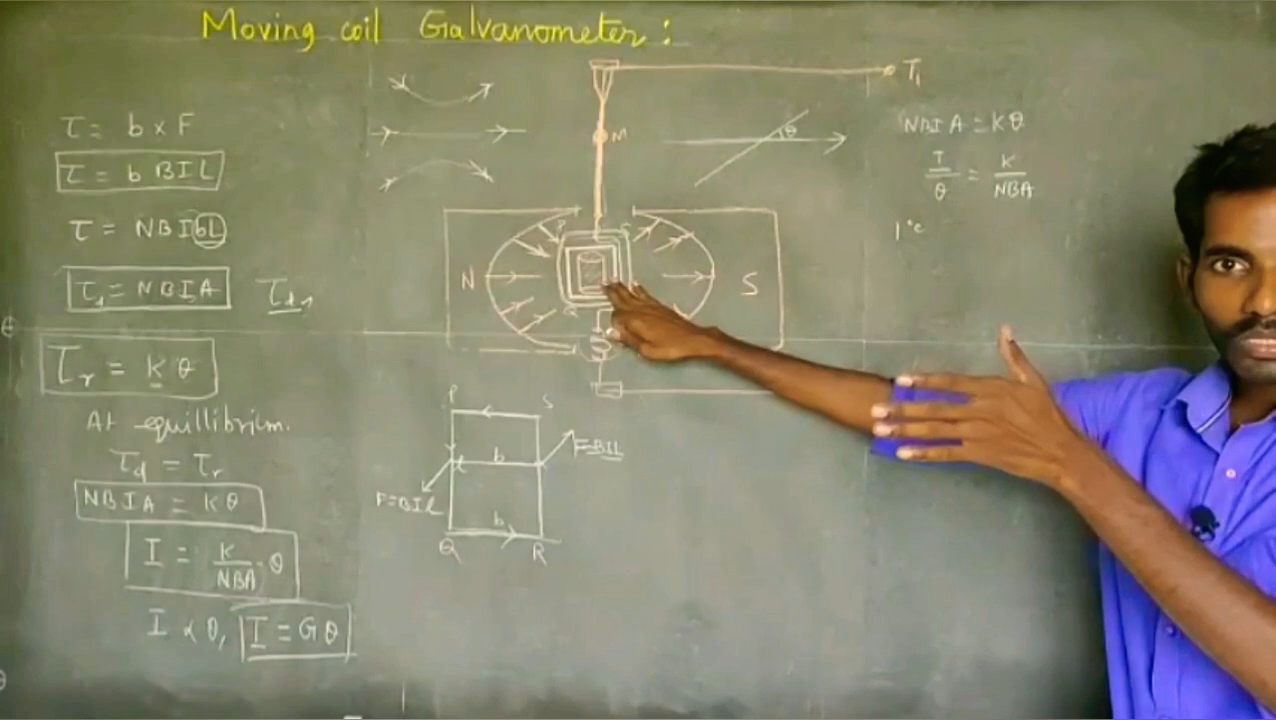 Moving coil Galvanometer :
τ = b × F
τ = b BIL
τ = NBI bL
τd = NBIA
τr = Kθ
At equillibrium.
τd = τr
NBIA = Kθ
I = K/NBA · θ
I ∝ θ, I = Gθ
T1
M
θ
N
S
P
S
b
F=BIL
F=BIL
b
Q
R
NBIA = Kθ
I/θ = K/NBA